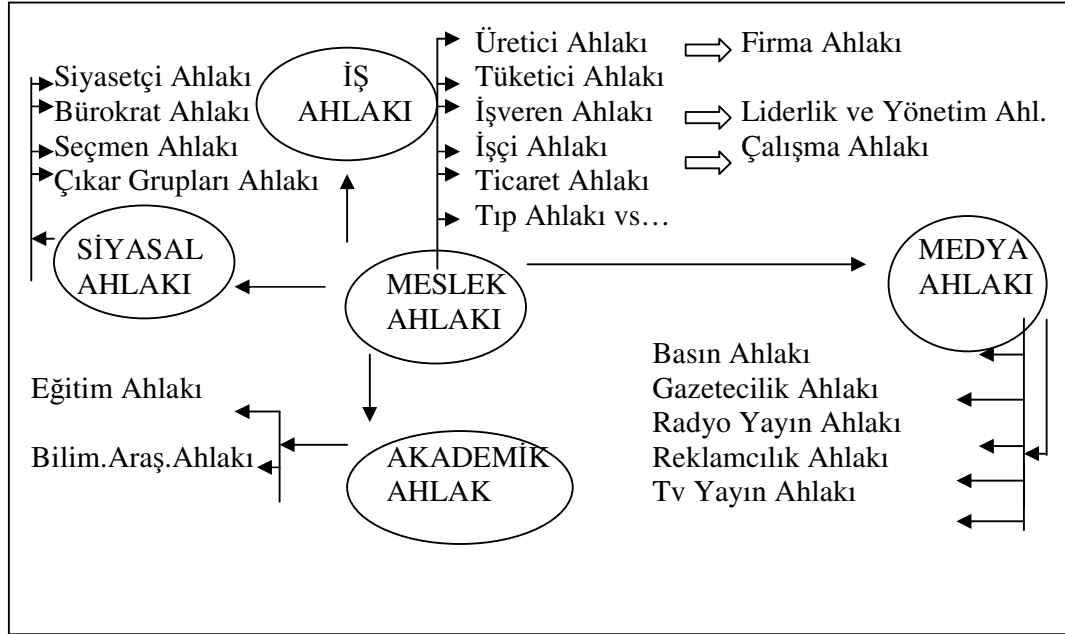 Siyasetçi Ahlakı
Bürokrat Ahlakı
Seçmen Ahlakı
Çıkar Grupları Ahlakı
İŞ
AHLAKI
Üretici Ahlakı
Tüketici Ahlakı
İşveren Ahlakı
İşçi Ahlakı
Ticaret Ahlakı
Tıp Ahlakı vs…
Firma Ahlakı
Liderlik ve Yönetim Ahl.
Çalışma Ahlakı
SİYASAL
AHLAKI
MESLEK
AHLAKI
MEDYA
AHLAKI
Eğitim Ahlakı
Bilim.Araş.Ahlakı
AKADEMİK
AHLAK
Basın Ahlakı
Gazetecilik Ahlakı
Radyo Yayın Ahlakı
Reklamcılık Ahlakı
Tv Yayın Ahlakı